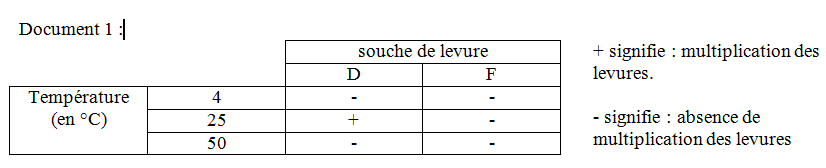 Document 1 :
souche de levure
D F
Température (en °C) 4 - -
25 + -
50 - -
+ signifie : multiplication des
levures.
- signifie : absence de
multiplication des levures